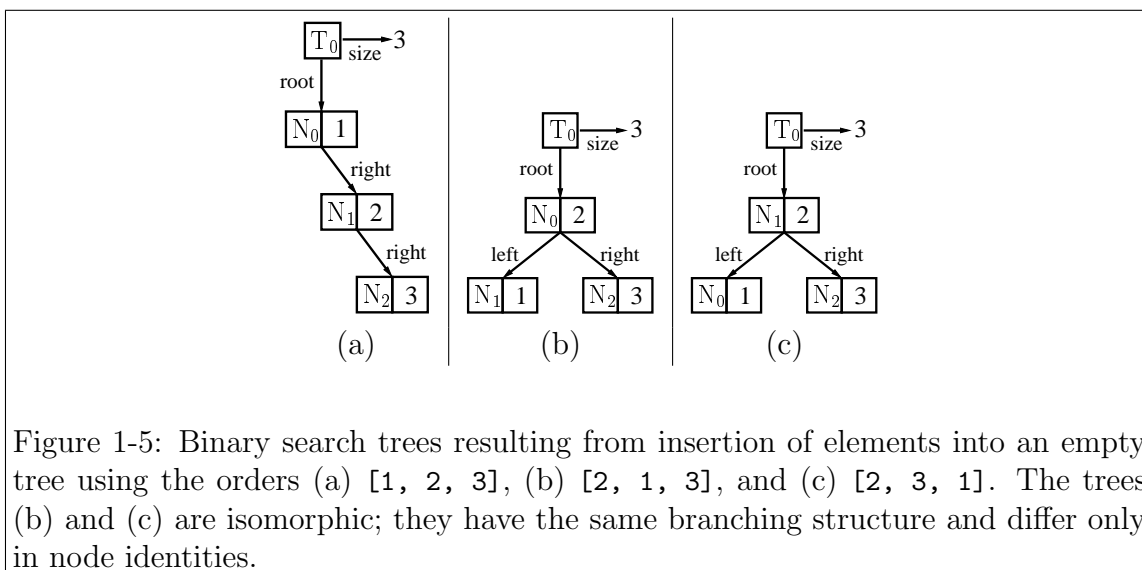 T0 size 3
root
N0 1
right
N1 2
right
N2 3
(a)
T0 size 3
root
N0 2
left right
N1 1 N2 3
(b)
T0 size 3
root
N1 2
left right
N0 1 N2 3
(c)
Figure 1-5: Binary search trees resulting from insertion of elements into an empty
tree using the orders (a) [1, 2, 3], (b) [2, 1, 3], and (c) [2, 3, 1]. The trees
(b) and (c) are isomorphic; they have the same branching structure and differ only
in node identities.